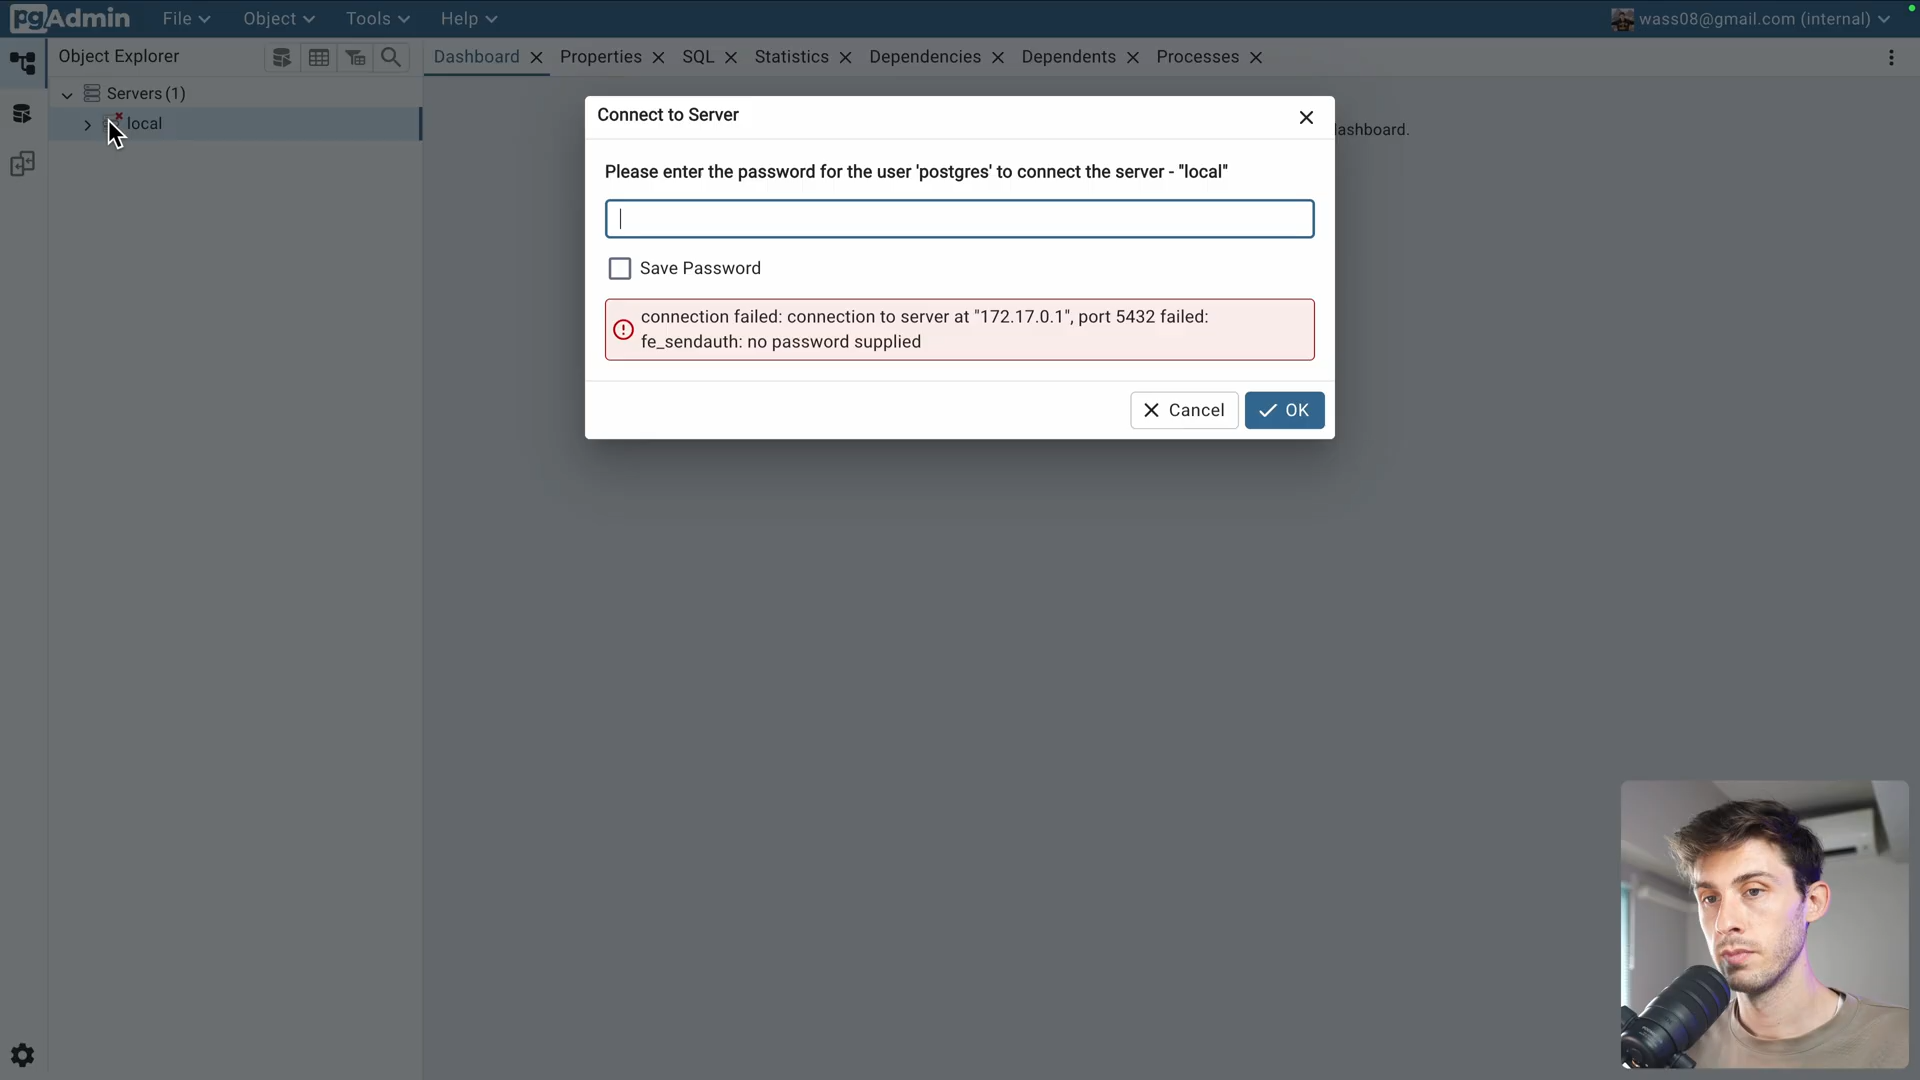 pgAdmin
File
Object
Tools
Help
wass08@gmail.com (internal)
Object Explorer
Dashboard
Properties
SQL
Statistics
Dependencies
Dependents
Processes
Servers (1)
local
Connect to Server
dashboard.
Please enter the password for the user 'postgres' to connect the server - "local"
Save Password
connection failed: connection to server at "172.17.0.1", port 5432 failed:
fe_sendauth: no password supplied
Cancel
OK